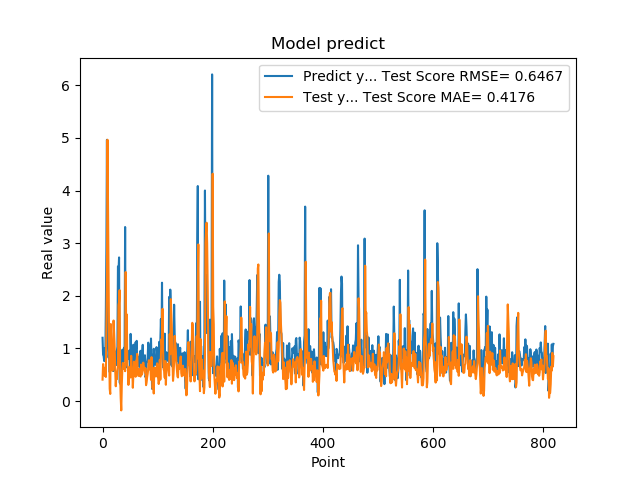 Model predict
Predict y... Test Score RMSE= 0.6467
Test y... Test Score MAE= 0.4176
Real value
6
5
4
3
2
1
0
0 200 400 600 800
Point